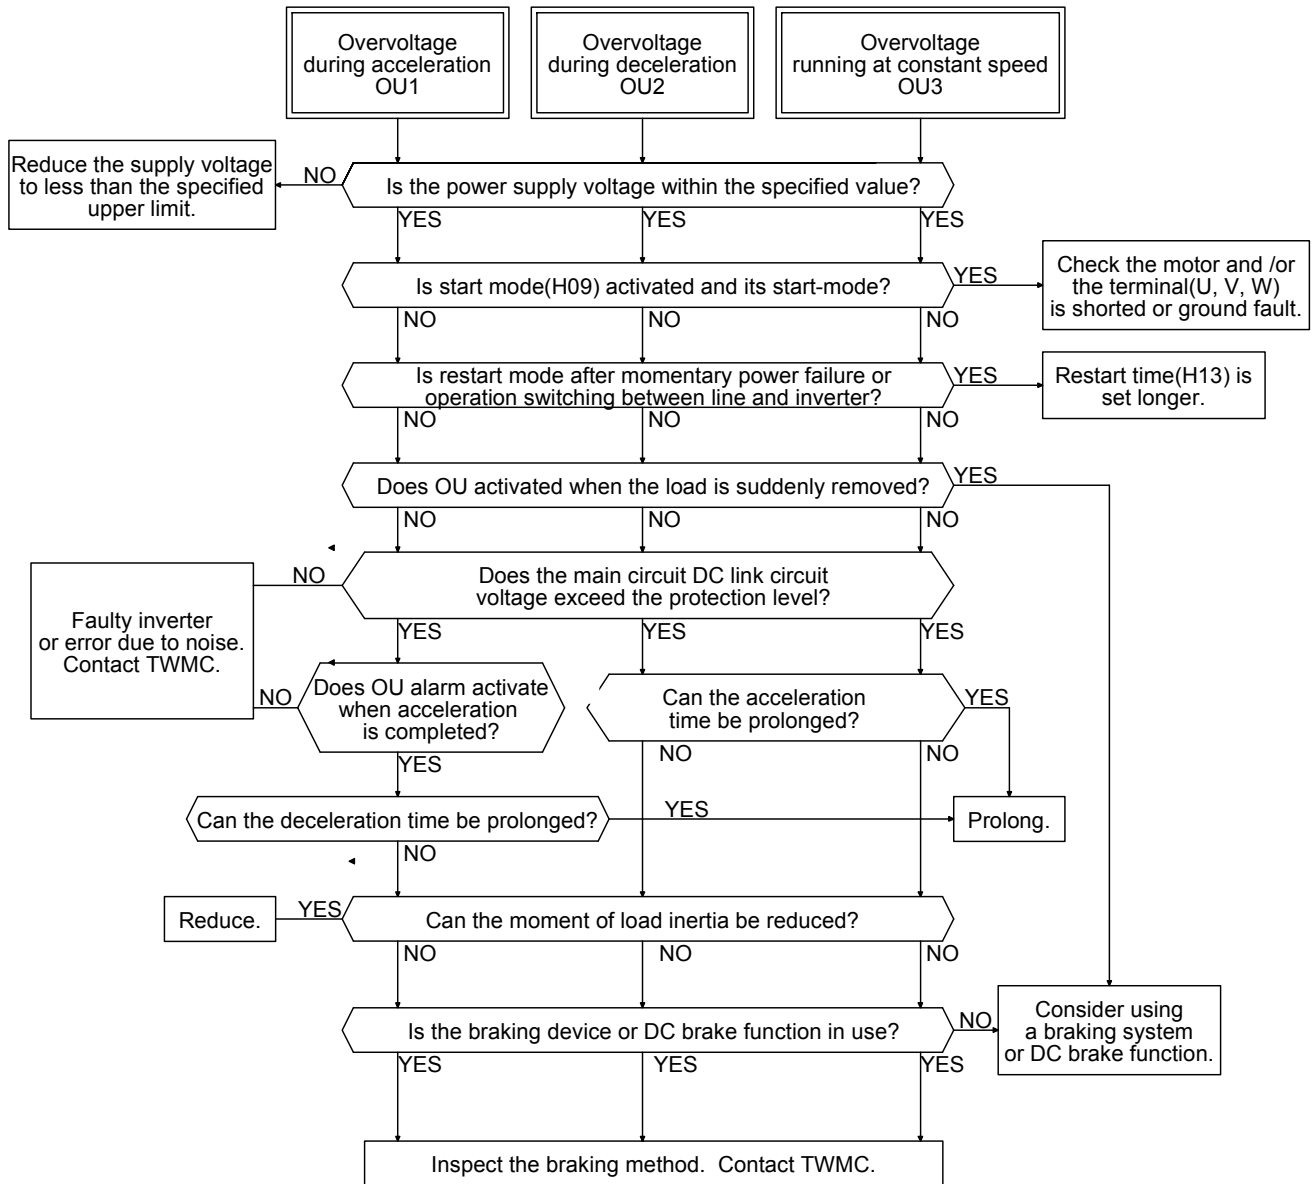 Overvoltage
during acceleration
OU1
Overvoltage
during deceleration
OU2
Overvoltage
running at constant speed
OU3
Reduce the supply voltage
to less than the specified
upper limit.
NO
Is the power supply voltage within the specified value?
YES
YES
YES
Is start mode(H09) activated and its start-mode?
YES
Check the motor and /or
the terminal(U, V, W)
is shorted or ground fault.
NO
NO
NO
Is restart mode after momentary power failure or
operation switching between line and inverter?
YES
Restart time(H13) is
set longer.
NO
NO
NO
Does OU activated when the load is suddenly removed?
YES
NO
NO
NO
Faulty inverter
or error due to noise.
Contact TWMC.
NO
Does the main circuit DC link circuit
voltage exceed the protection level?
YES
YES
YES
NO
Does OU alarm activate
when acceleration
is completed?
Can the acceleration
time be prolonged?
YES
YES
NO
NO
Can the deceleration time be prolonged?
YES
Prolong.
NO
Reduce.
YES
Can the moment of load inertia be reduced?
NO
NO
NO
Is the braking device or DC brake function in use?
NO
Consider using
a braking system
or DC brake function.
YES
YES
YES
Inspect the braking method. Contact TWMC.